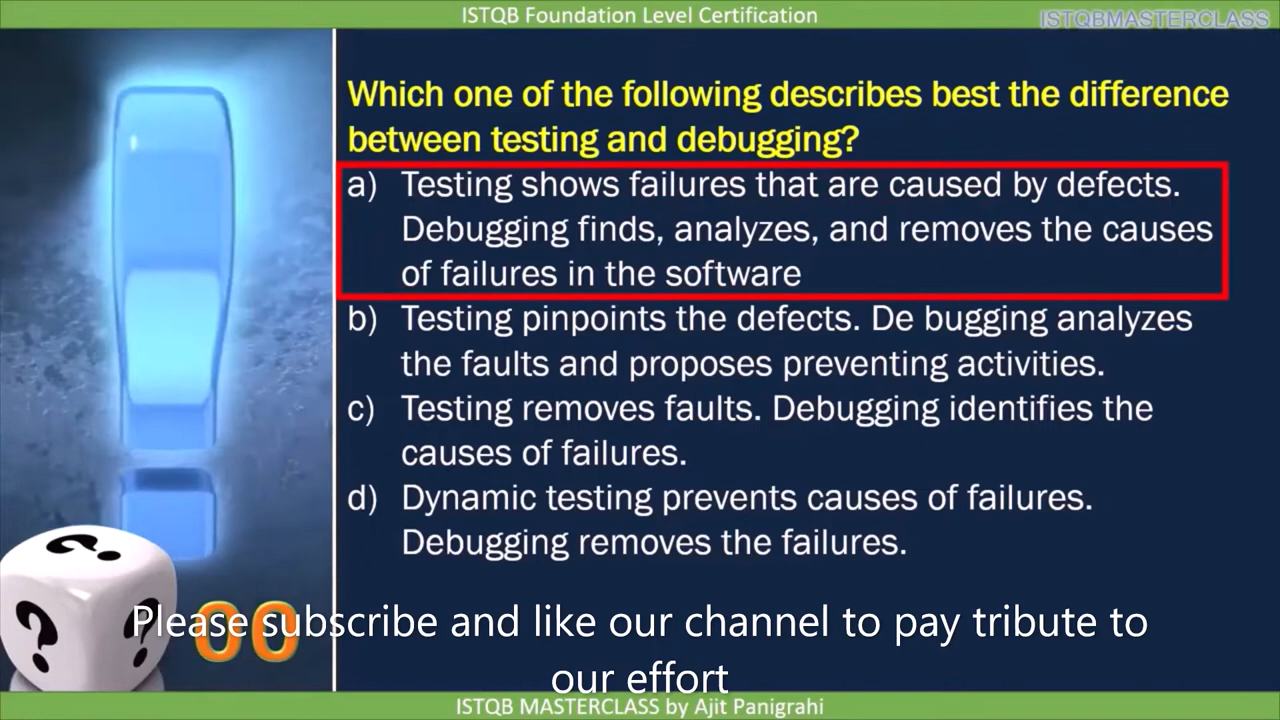 ISTQB Foundation Level Certification
ISTQBMASTERCLASS
Which one of the following describes best the difference
between testing and debugging?
a) Testing shows failures that are caused by defects.
Debugging finds, analyzes, and removes the causes
of failures in the software
b) Testing pinpoints the defects. De bugging analyzes
the faults and proposes preventing activities.
c) Testing removes faults. Debugging identifies the
causes of failures.
d) Dynamic testing prevents causes of failures.
Debugging removes the failures.
? ? ?
00
Please subscribe and like our channel to pay tribute to
our effort
ISTQB MASTERCLASS by Ajit Panigrahi